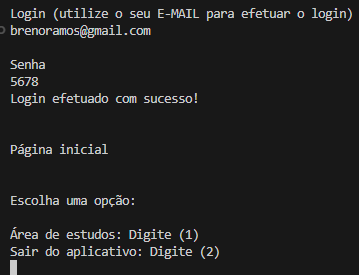 Login (utilize o seu E-MAIL para efetuar o login)
brenoramos@gmail.com
Senha
5678
Login efetuado com sucesso!
Página inicial
Escolha uma opção:
Área de estudos: Digite (1)
Sair do aplicativo: Digite (2)